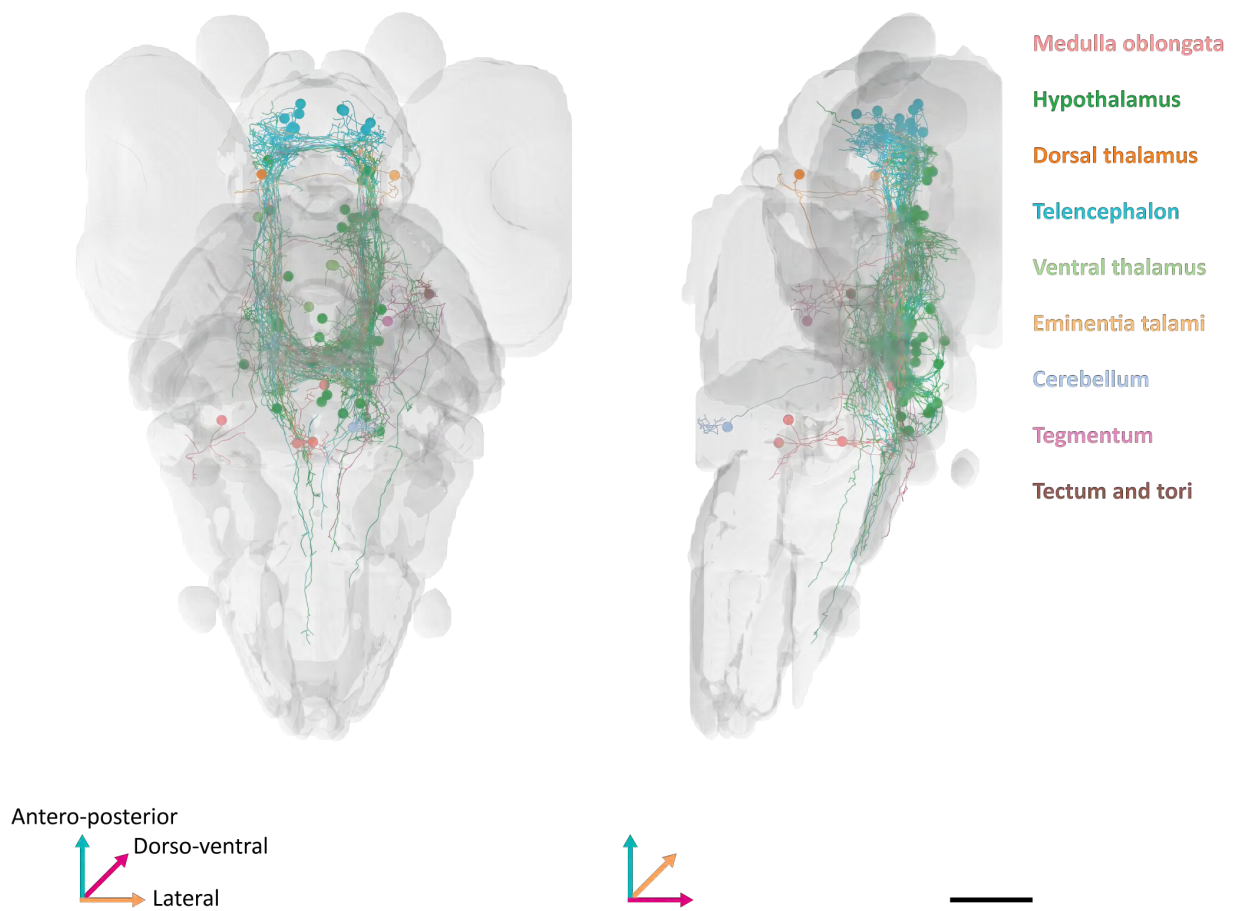 Medulla oblongata
Hypothalamus
Dorsal thalamus
Telencephalon
Ventral thalamus
Eminentia talami
Cerebellum
Tegmentum
Tectum and tori
Antero-posterior
Dorso-ventral
Lateral